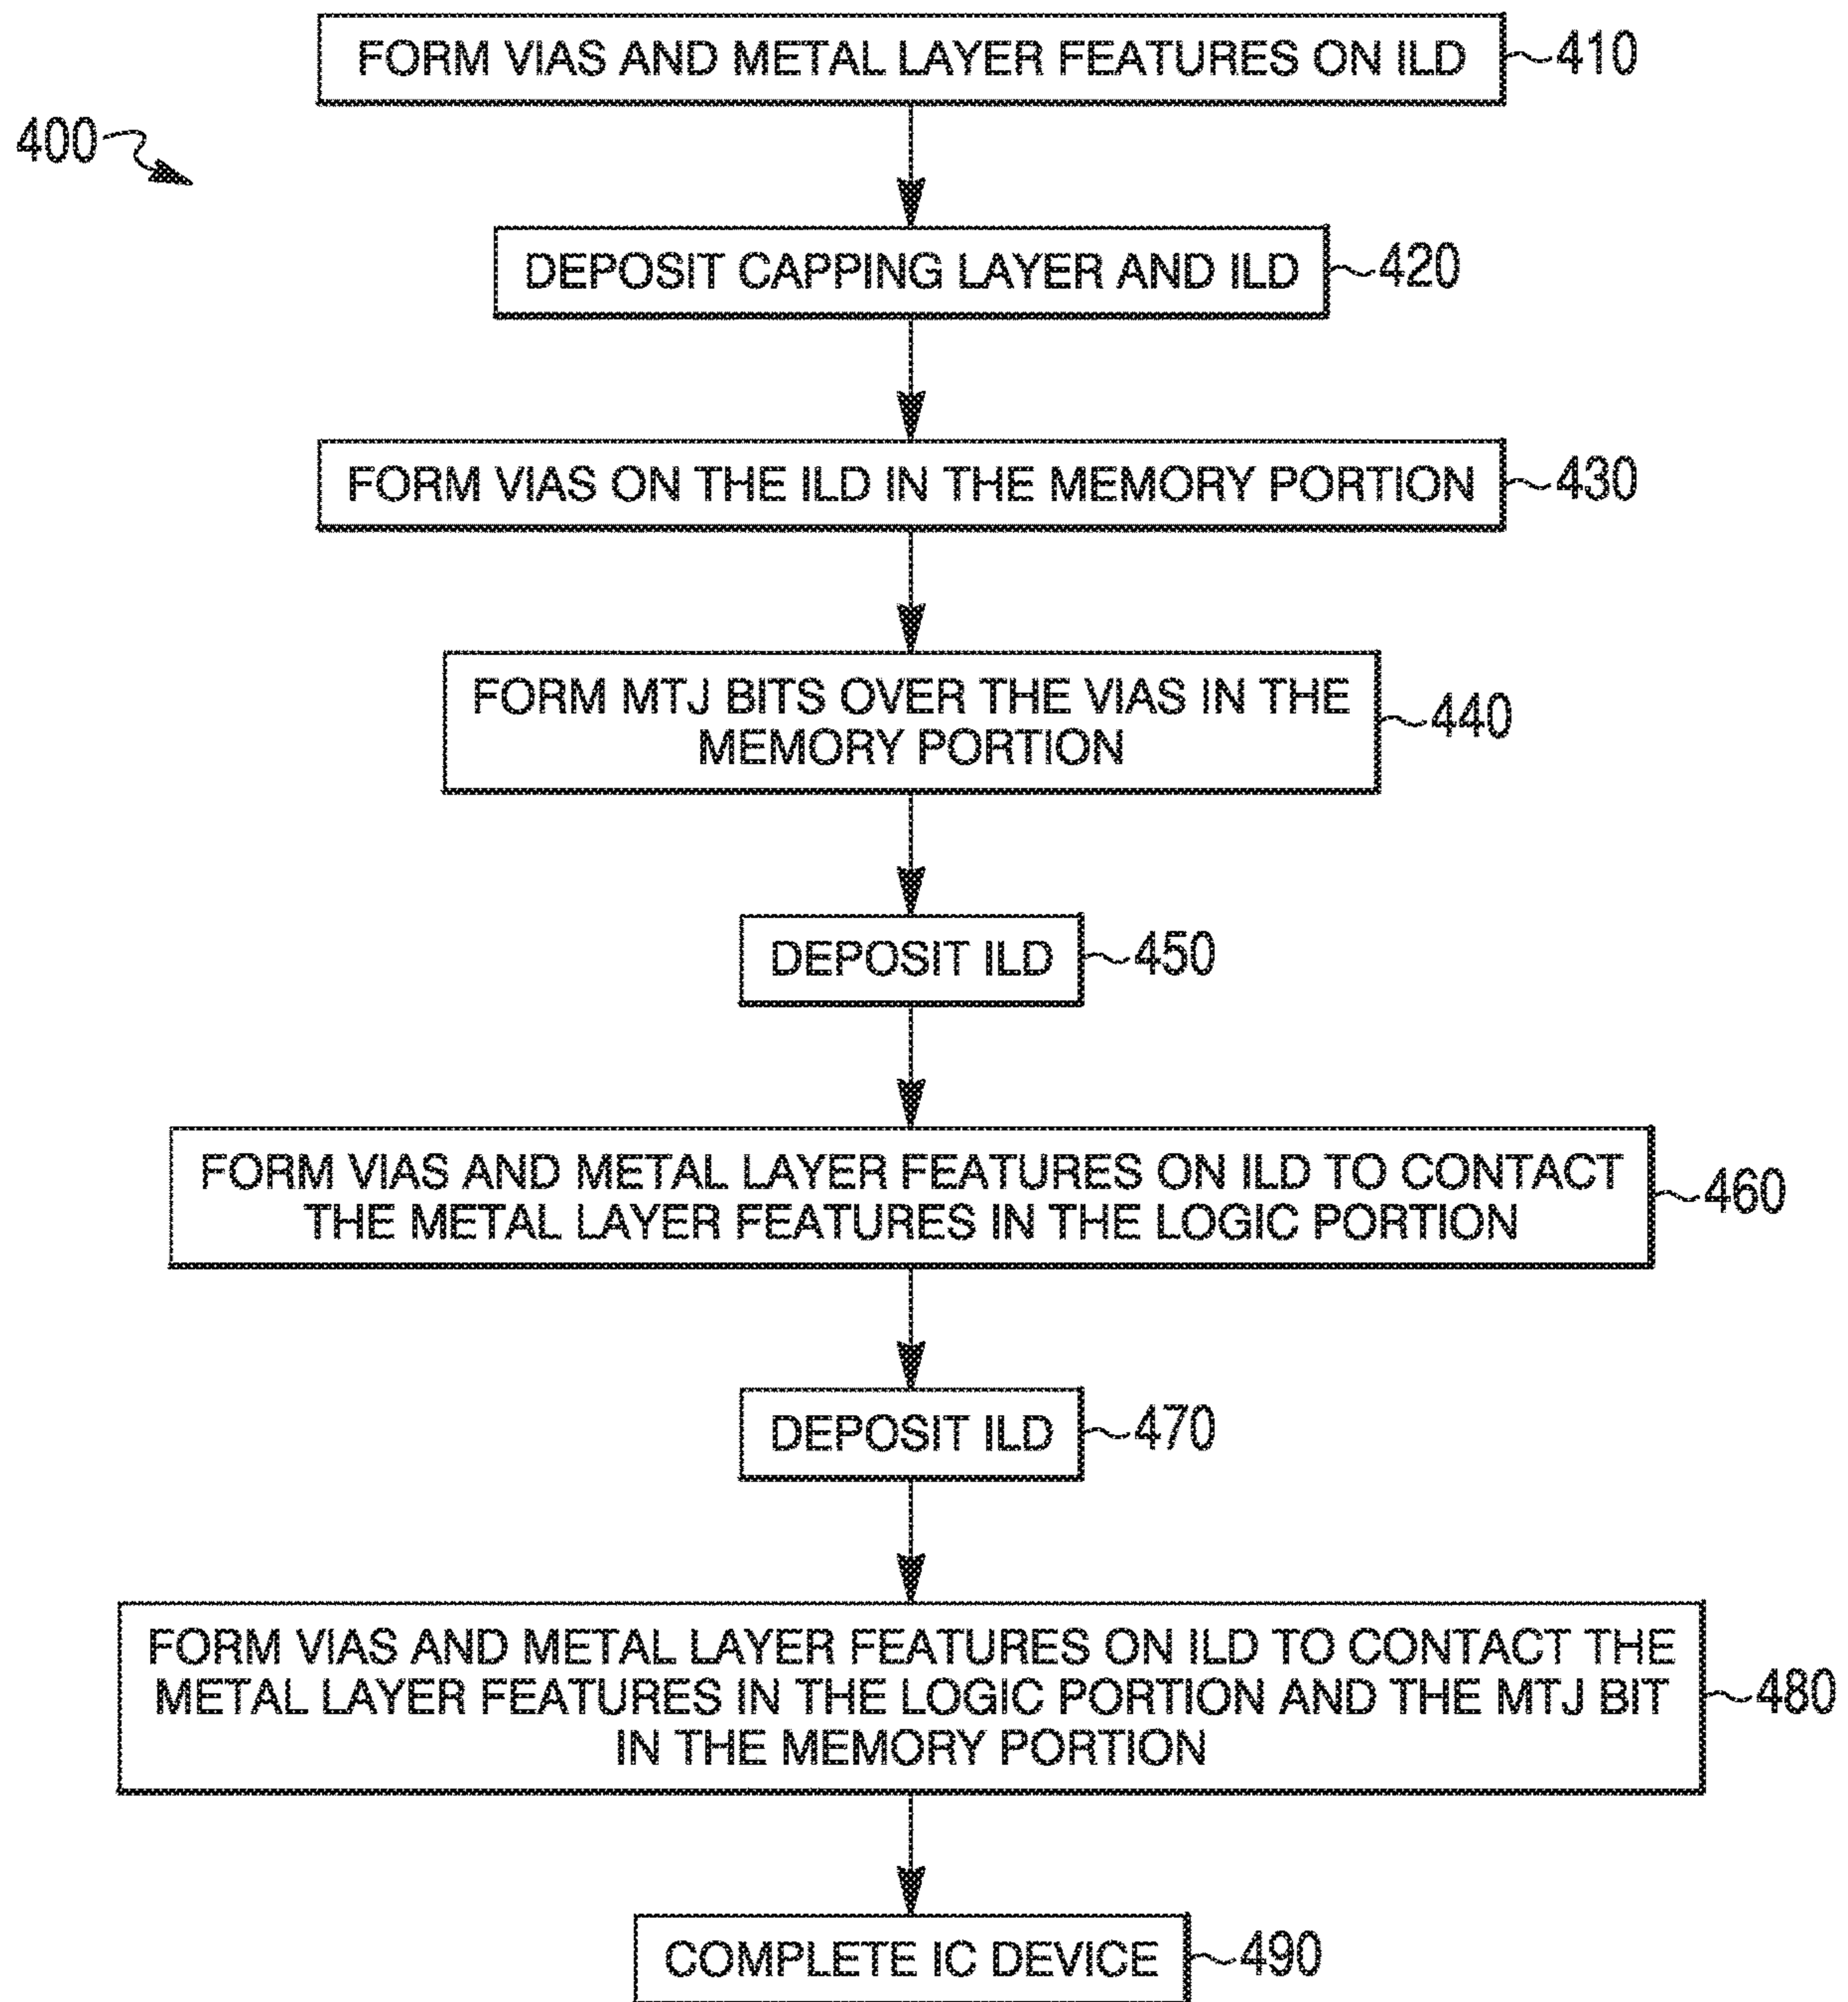 FORM VIAS AND METAL LAYER FEATURES ON ILD
410
400
DEPOSIT CAPPING LAYER AND ILD
420
FORM VIAS ON THE ILD IN THE MEMORY PORTION
430
FORM MTJ BITS OVER THE VIAS IN THE
MEMORY PORTION
440
DEPOSIT ILD
450
FORM VIAS AND METAL LAYER FEATURES ON ILD TO CONTACT
THE METAL LAYER FEATURES IN THE LOGIC PORTION
460
DEPOSIT ILD
470
FORM VIAS AND METAL LAYER FEATURES ON ILD TO CONTACT THE
METAL LAYER FEATURES IN THE LOGIC PORTION AND THE MTJ BIT
IN THE MEMORY PORTION
480
COMPLETE IC DEVICE
490